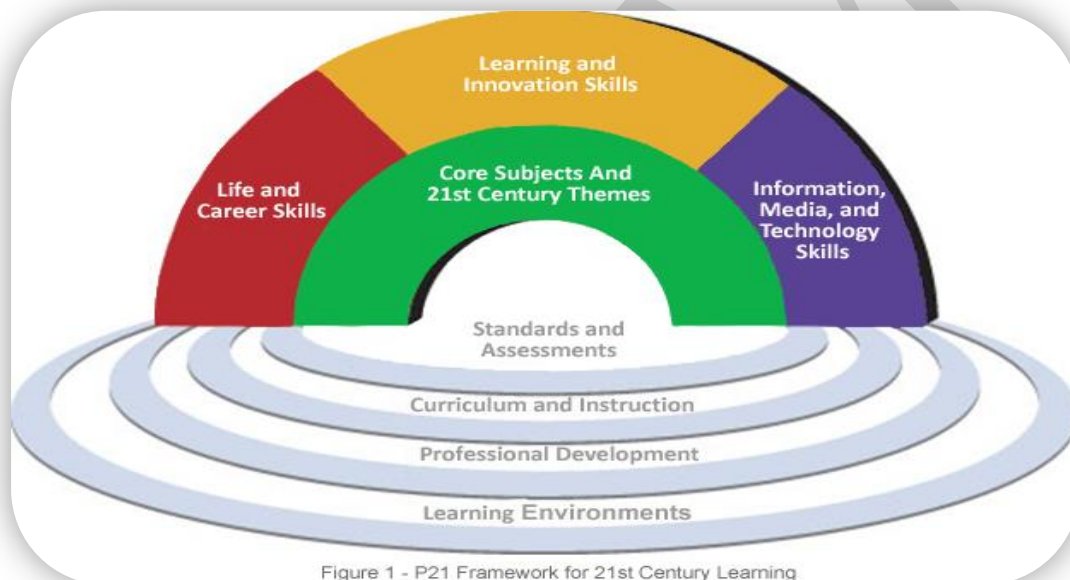 Learning and
Innovation Skills
Core Subjects And
21st Century Themes
Life and
Career Skills
Information,
Media, and
Technology
Skills
Standards and
Assessments
Curriculum and Instruction
Professional Development
Learning Environments
Figure 1 - P21 Framework for 21st Century Learning